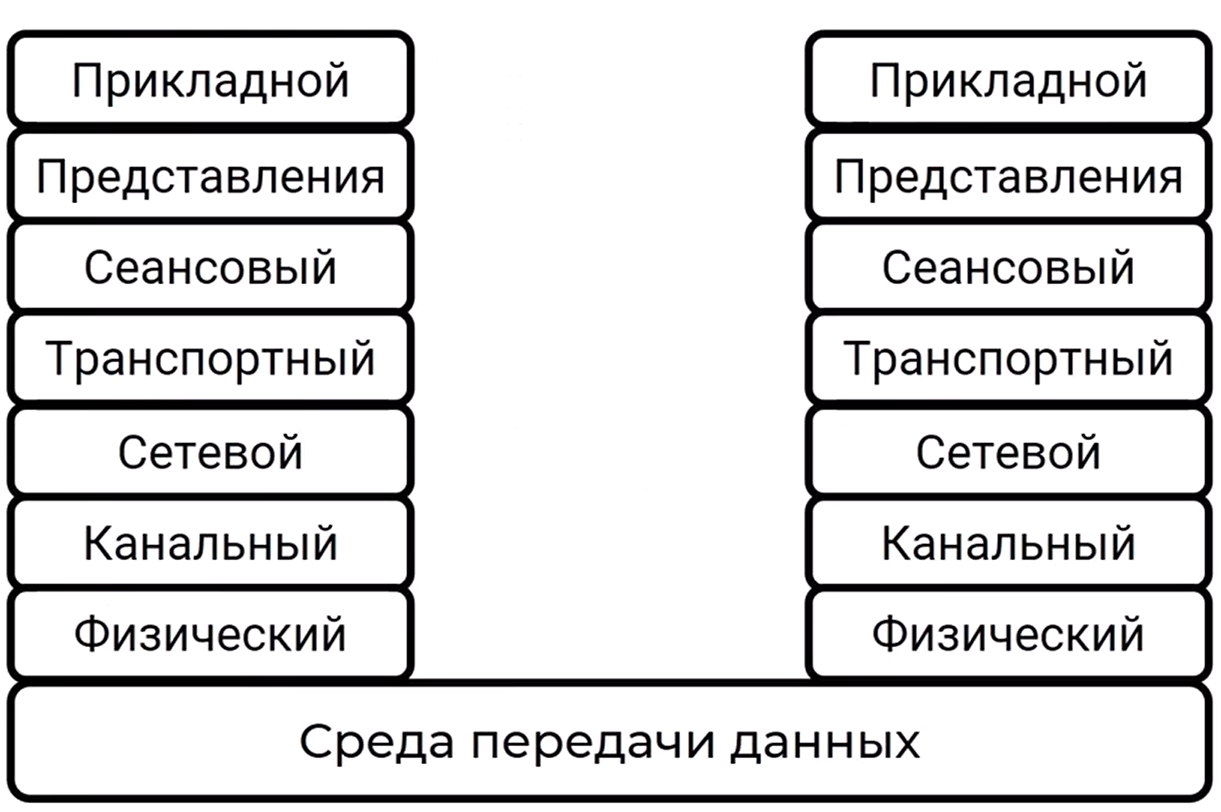 Прикладной
Представления
Сеансовый
Транспортный
Сетевой
Канальный
Физический
Прикладной
Представления
Сеансовый
Транспортный
Сетевой
Канальный
Физический
Среда передачи данных